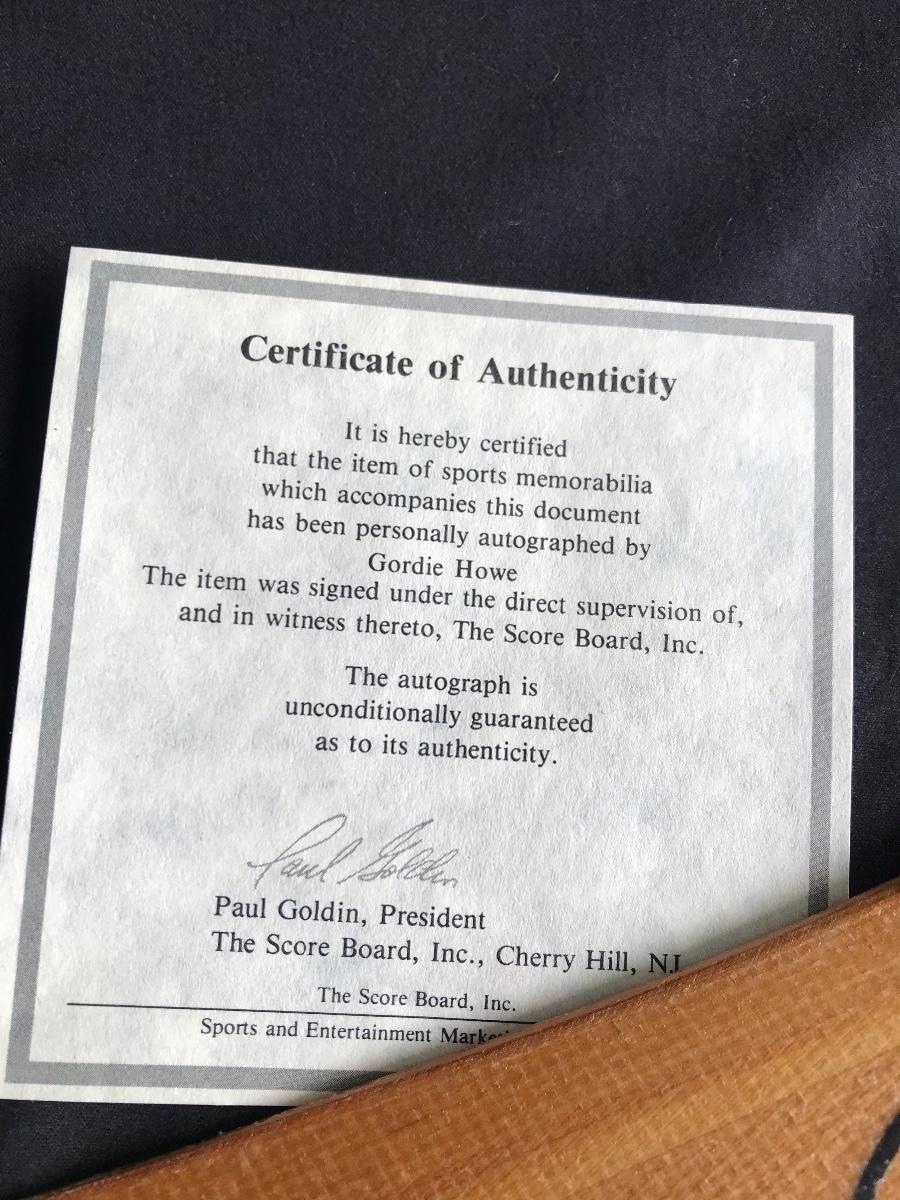 Certificate of Authenticity
It is hereby certified
that the item of sports memorabilia
which accompanies this document
has been personally autographed by
Gordie Howe
The item was signed under the direct supervision of,
and in witness thereto, The Score Board, Inc.
The autograph is
unconditionally guaranteed
as to its authenticity.
Paul Goldin
Paul Goldin, President
The Score Board, Inc., Cherry Hill, NJ
The Score Board, Inc.
Sports and Entertainment